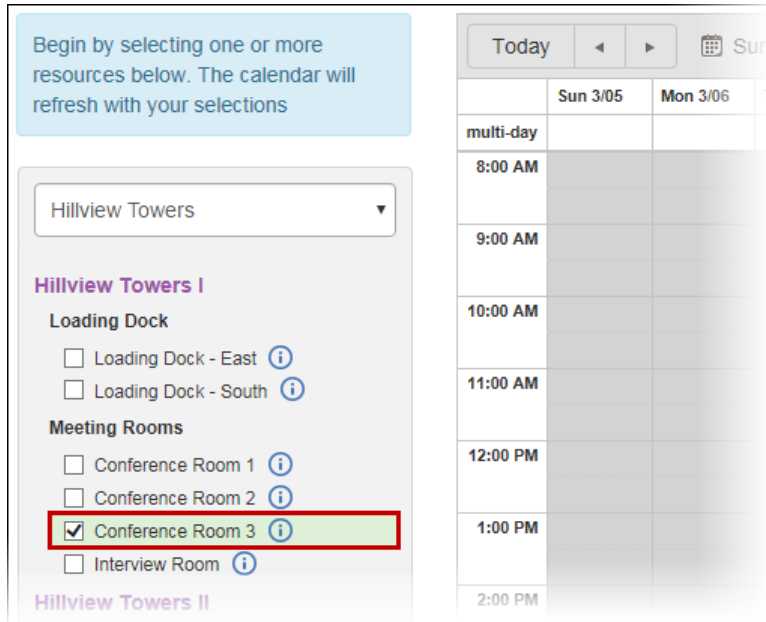 Begin by selecting one or more
resources below. The calendar will
refresh with your selections
Hillview Towers
Hillview Towers I
Loading Dock
Loading Dock - East
Loading Dock - South
Meeting Rooms
Conference Room 1
Conference Room 2
Conference Room 3
Interview Room
Hillview Towers II
Today
Sun 3/05 Mon 3/06
multi-day
8:00 AM
9:00 AM
10:00 AM
11:00 AM
12:00 PM
1:00 PM
2:00 PM